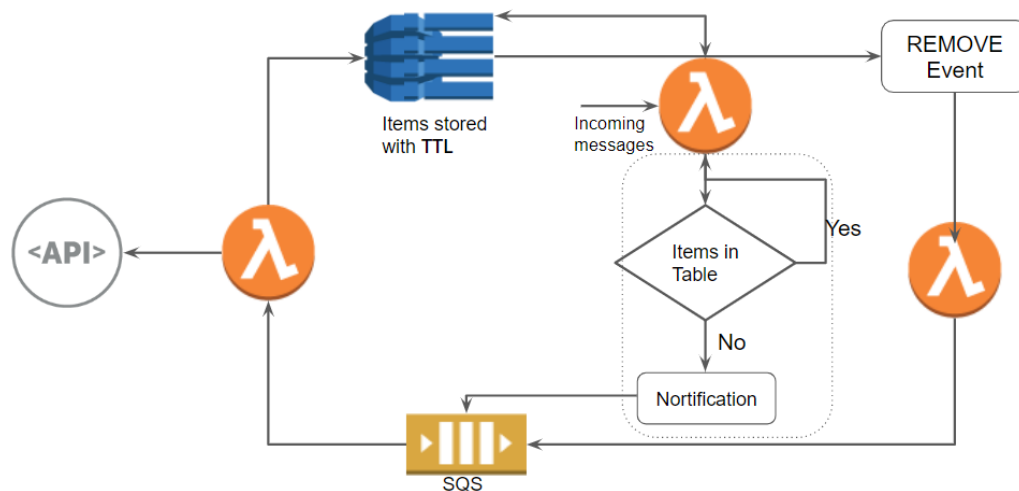 REMOVE
Event
Items stored
with TTL
Incoming
messages
λ
λ
λ
<API>
Items in
Table
Yes
No
Nortification
SQS